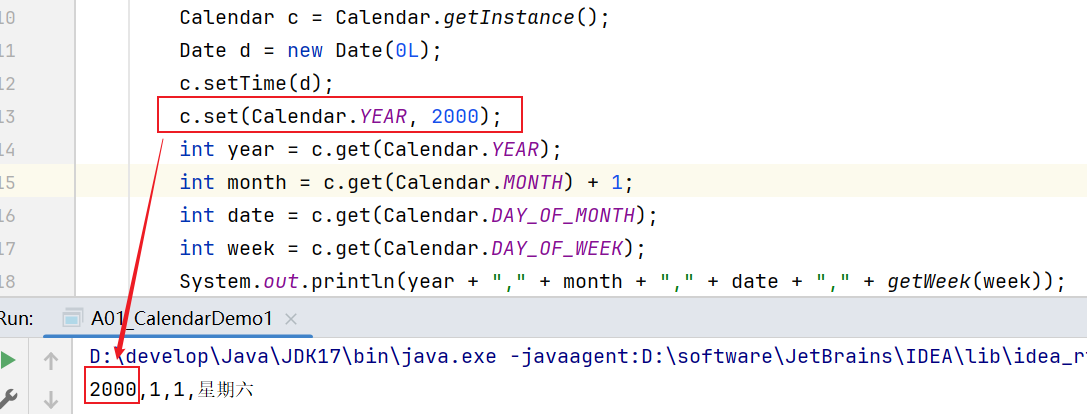 10 Calendar c = Calendar.getInstance();
11 Date d = new Date(0L);
12 c.setTime(d);
13 c.set(Calendar.YEAR, 2000);
14 int year = c.get(Calendar.YEAR);
15 int month = c.get(Calendar.MONTH) + 1;
16 int date = c.get(Calendar.DAY_OF_MONTH);
17 int week = c.get(Calendar.DAY_OF_WEEK);
18 System.out.println(year + "," + month + "," + date + "," + getWeek(week));
Run: A01_CalendarDemo1 ×
D:\develop\Java\JDK17\bin\java.exe -javaagent:D:\software\JetBrains\IDEA\lib\idea_r
2000,1,1,星期六